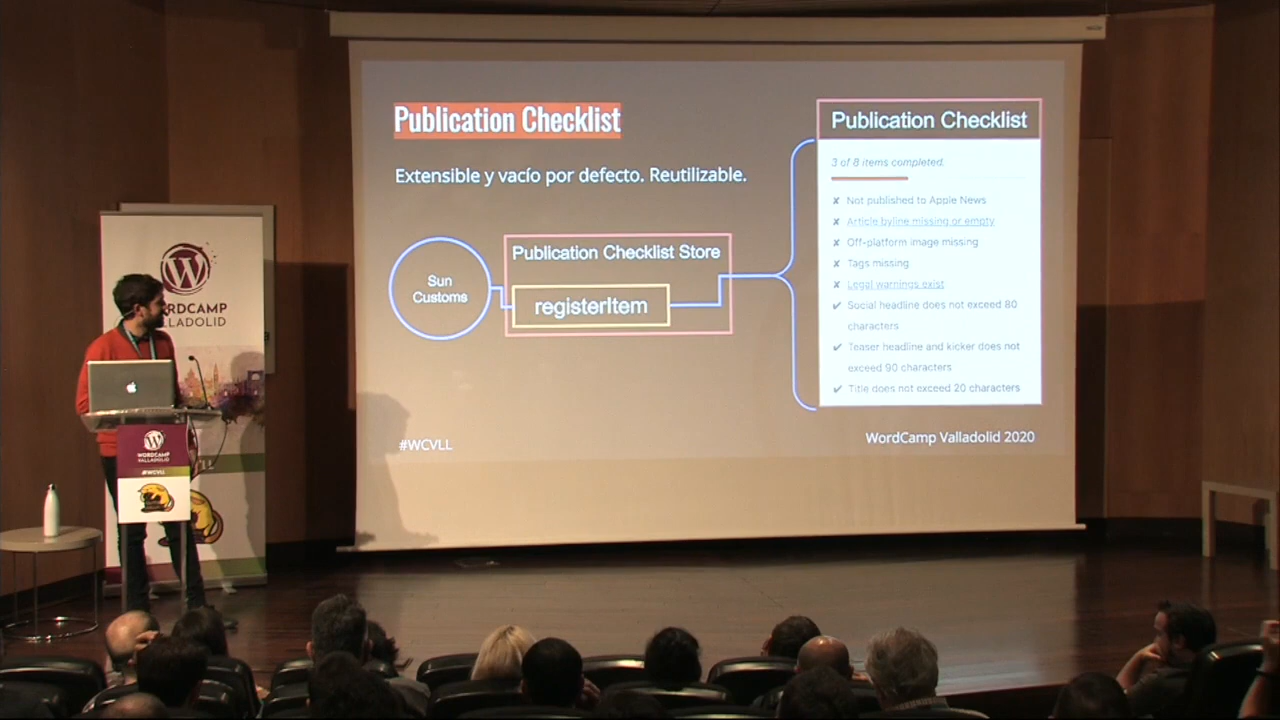 Publication Checklist
Extensible y vacío por defecto. Reutilizable.
Sun
Customs
Publication Checklist Store
registerItem
Publication Checklist
3 of 8 items completed.
✘ Not published to Apple News
✘ Article byline missing or empty
✘ Off-platform image missing
✘ Tags missing
✘ Legal warnings exist
✔ Social headline does not exceed 80
characters
✔ Teaser headline and kicker does not
exceed 90 characters
✔ Title does not exceed 20 characters
#WCVLL
WordCamp Valladolid 2020
RDCAMP
LADOLID
WORDCAMP
VALLADOLID
#WCVLL